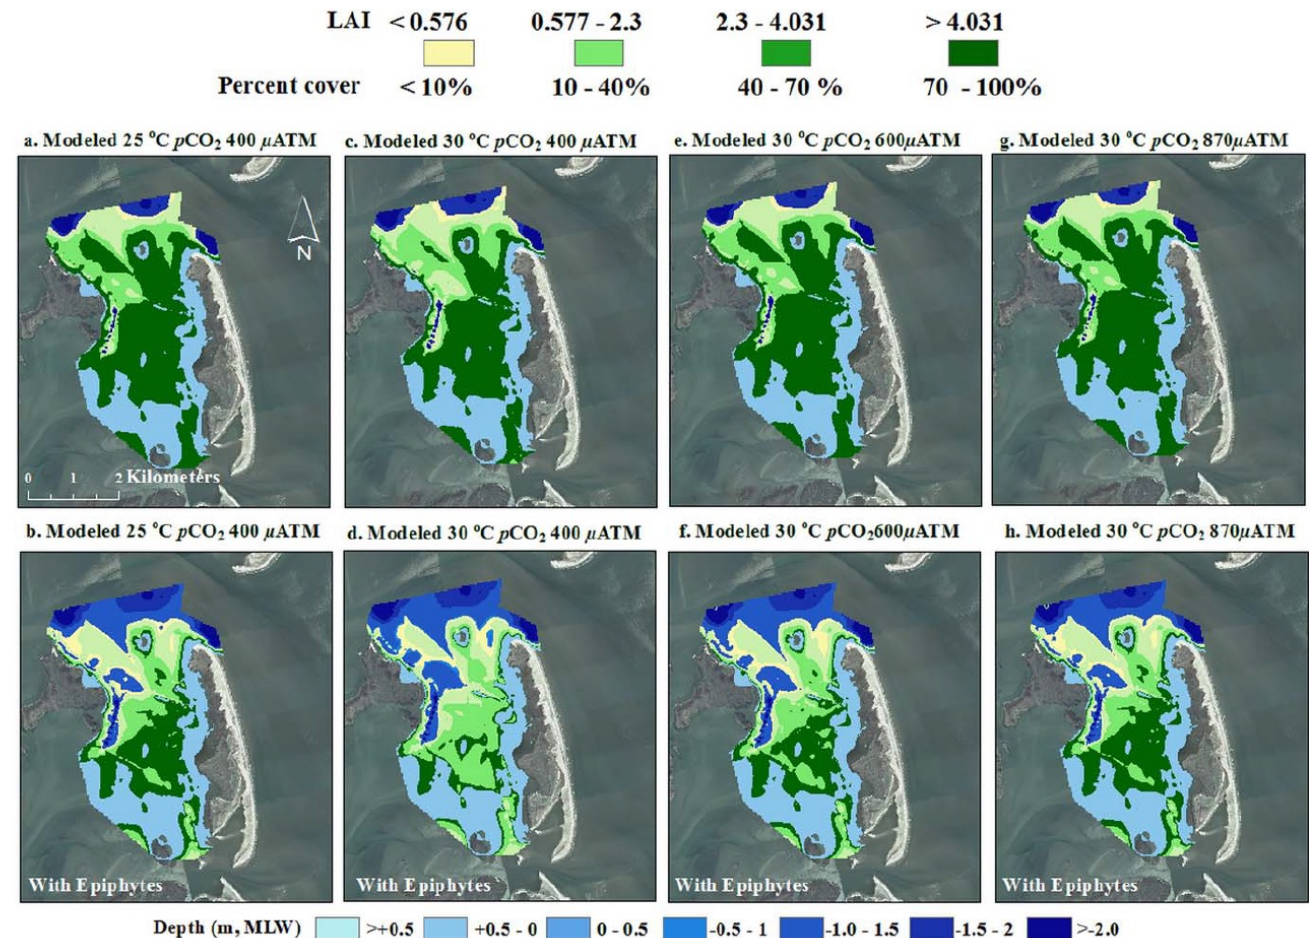 LAI < 0.576 0.577 - 2.3 2.3 - 4.031 > 4.031
Percent cover < 10% 10 - 40% 40 - 70 % 70 - 100%
a. Modeled 25 °C pCO₂ 400 μATM c. Modeled 30 °C pCO₂ 400 μATM e. Modeled 30 °C pCO₂ 600μATM g. Modeled 30 °C pCO₂ 870μATM
N
0 1 2 Kilometers
b. Modeled 25 °C pCO₂ 400 μATM d. Modeled 30 °C pCO₂ 400 μATM f. Modeled 30 °C pCO₂600μATM h. Modeled 30 °C pCO₂ 870μATM
With Epiphytes With Epiphytes With Epiphytes With Epiphytes
Depth (m, MLW) >+0.5 +0.5 - 0 0 - 0.5 -0.5 - 1 -1.0 - 1.5 -1.5 - 2 >-2.0